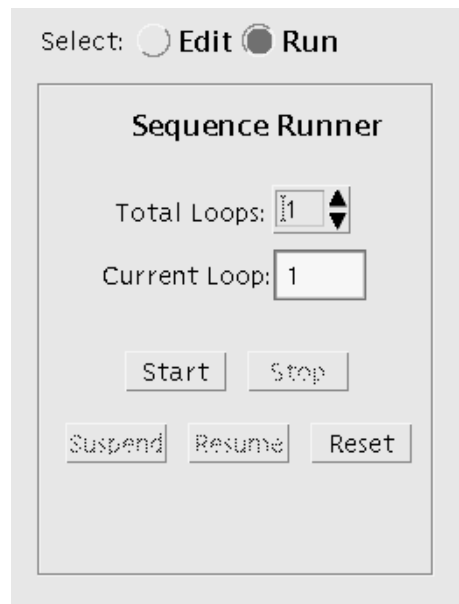 Select: Edit Run
Sequence Runner
Total Loops: 1
Current Loop: 1
Start Stop
Suspend Resume Reset